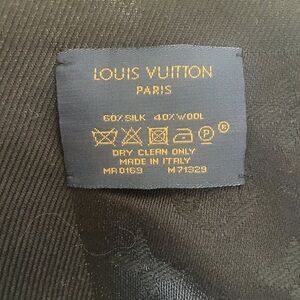 LOUIS VUITTON
PARIS
60% SILK 40% WOOL
P ®
DRY CLEAN ONLY
MADE IN ITALY
MR0169 M71329